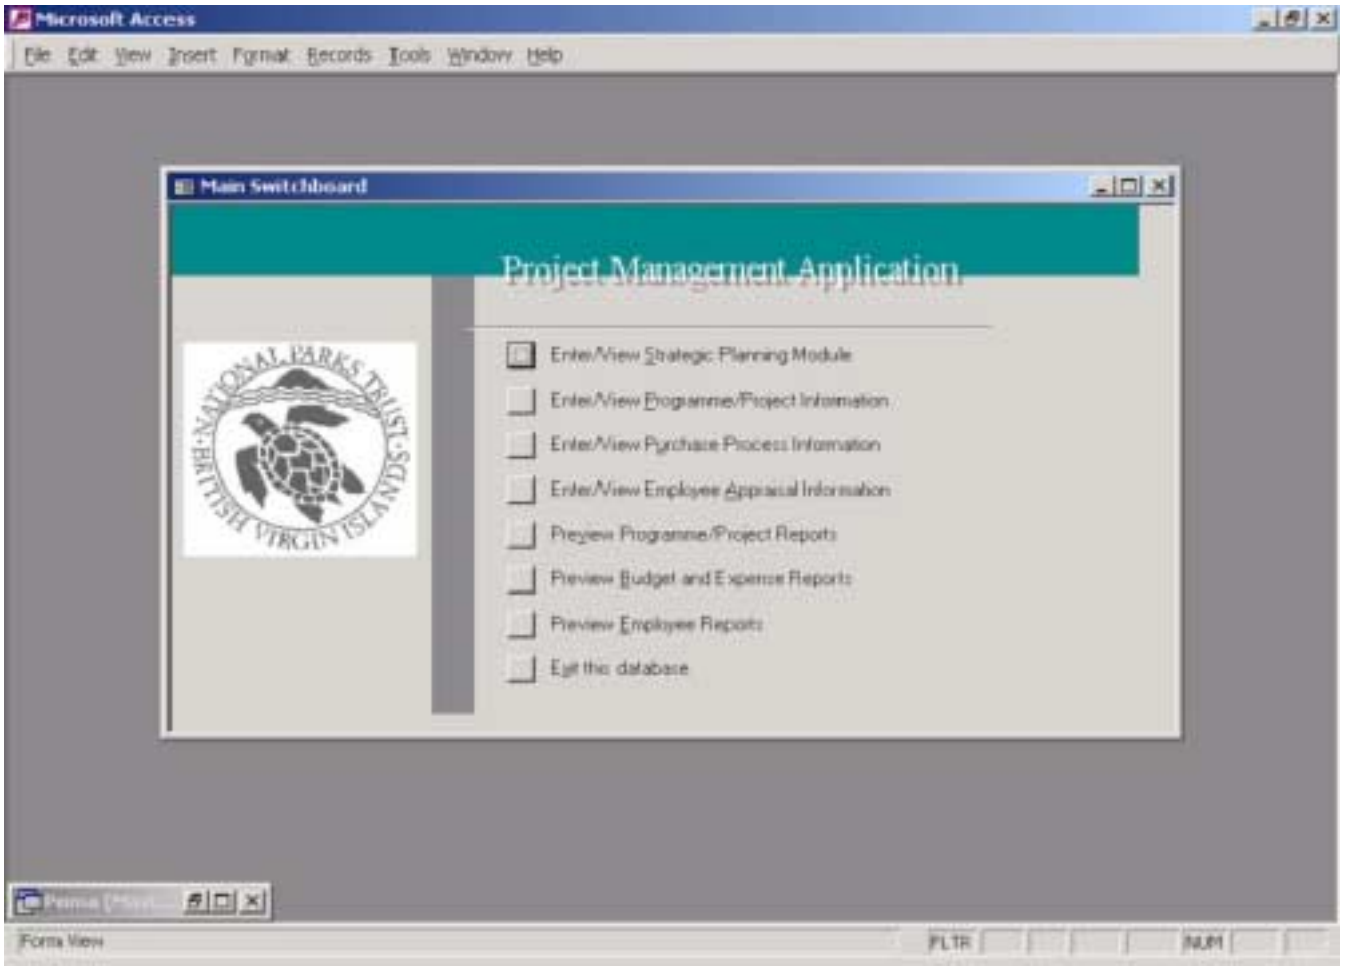 Microsoft Access
File Edit View Insert Format Records Tools Window Help
Main Switchboard
Project Management Application
NATIONAL PARKS TRUST
BRITISH VIRGIN ISLANDS
Enter/View Strategic Planning Module
Enter/View Programme/Project Information
Enter/View Purchase Process Information
Enter/View Employee Appraisal Information
Preview Programme/Project Reports
Preview Budget and Expense Reports
Preview Employee Reports
Exit this database
Form View
FLTR
NUM